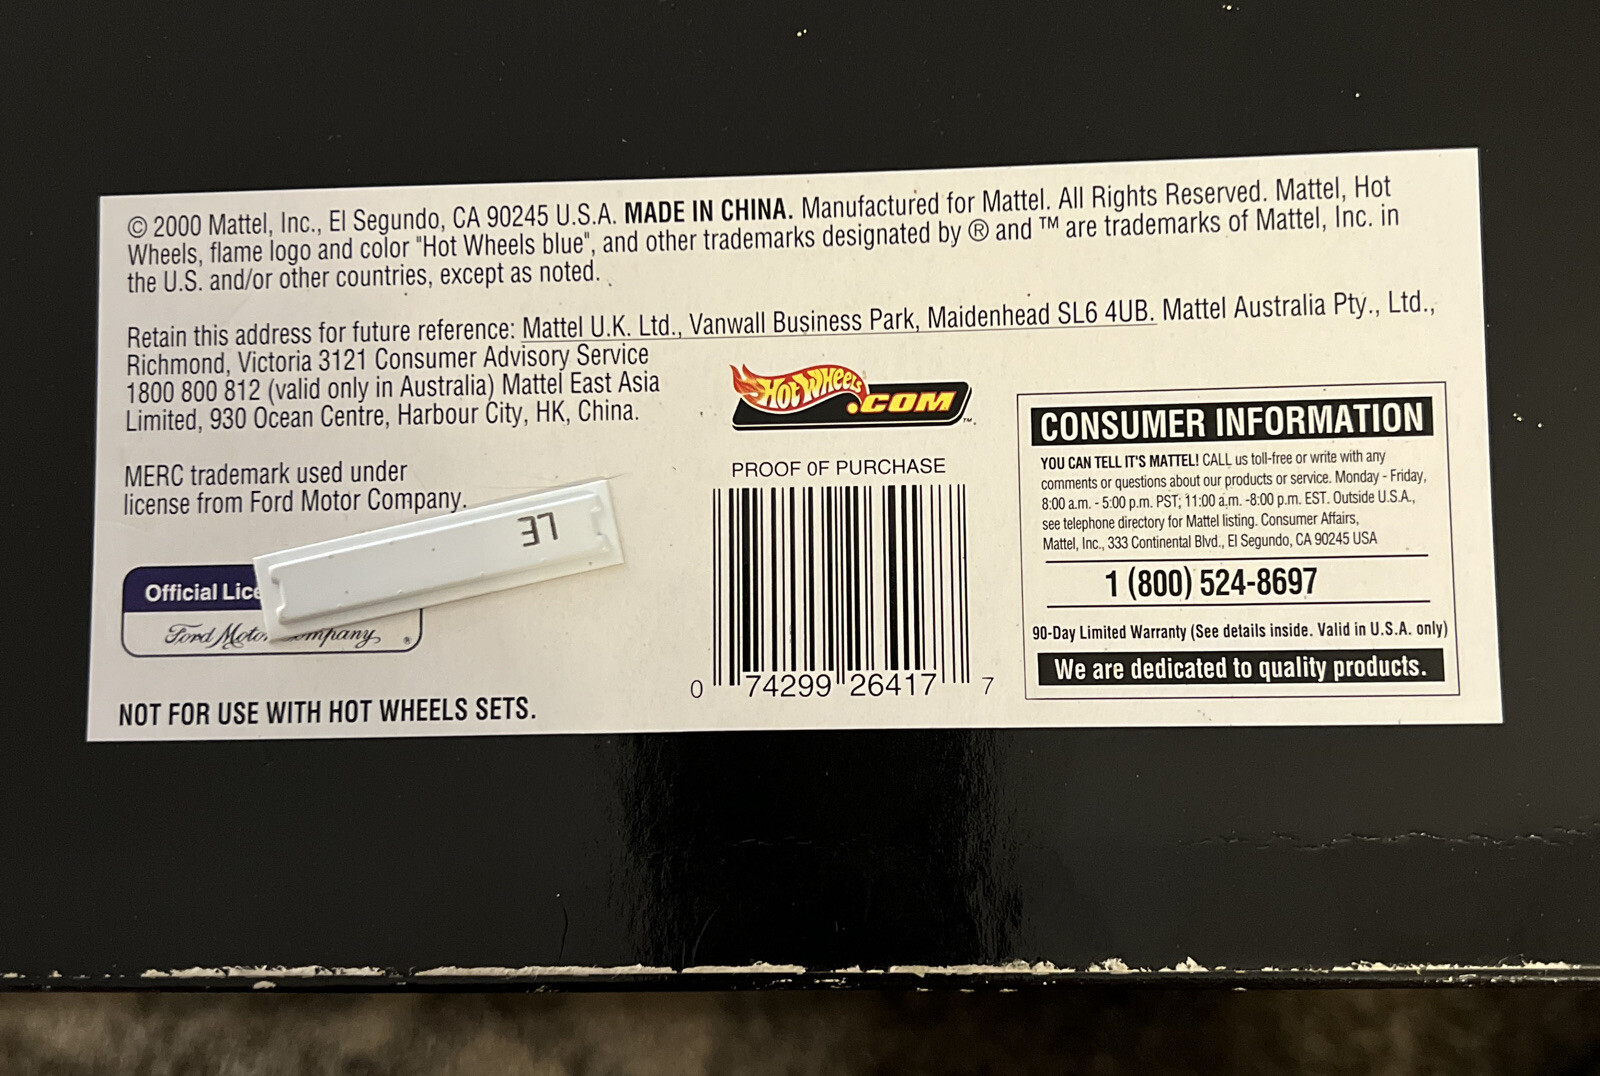 © 2000 Mattel, Inc., El Segundo, CA 90245 U.S.A. MADE IN CHINA. Manufactured for Mattel. All Rights Reserved. Mattel, Hot
Wheels, flame logo and color "Hot Wheels blue", and other trademarks designated by ® and ™ are trademarks of Mattel, Inc. in
the U.S. and/or other countries, except as noted.
Retain this address for future reference: Mattel U.K. Ltd., Vanwall Business Park, Maidenhead SL6 4UB. Mattel Australia Pty., Ltd.,
Richmond, Victoria 3121 Consumer Advisory Service
1800 800 812 (valid only in Australia) Mattel East Asia
Limited, 930 Ocean Centre, Harbour City, HK, China.
MERC trademark used under
license from Ford Motor Company.
37
Official
Ford
®
NOT FOR USE WITH HOT WHEELS SETS.
Hot Wheels
.COM ™.
PROOF OF PURCHASE
0 74299 26417 7
CONSUMER INFORMATION
YOU CAN TELL IT'S MATTEL! CALL us toll-free or write with any
comments or questions about our products or service. Monday - Friday,
8:00 a.m. - 5:00 p.m. PST; 11:00 a.m. -8:00 p.m. EST. Outside U.S.A.,
see telephone directory for Mattel listing. Consumer Affairs,
Mattel, Inc., 333 Continental Blvd., El Segundo, CA 90245 USA
1 (800) 524-8697
90-Day Limited Warranty (See details inside. Valid in U.S.A. only)
We are dedicated to quality products.